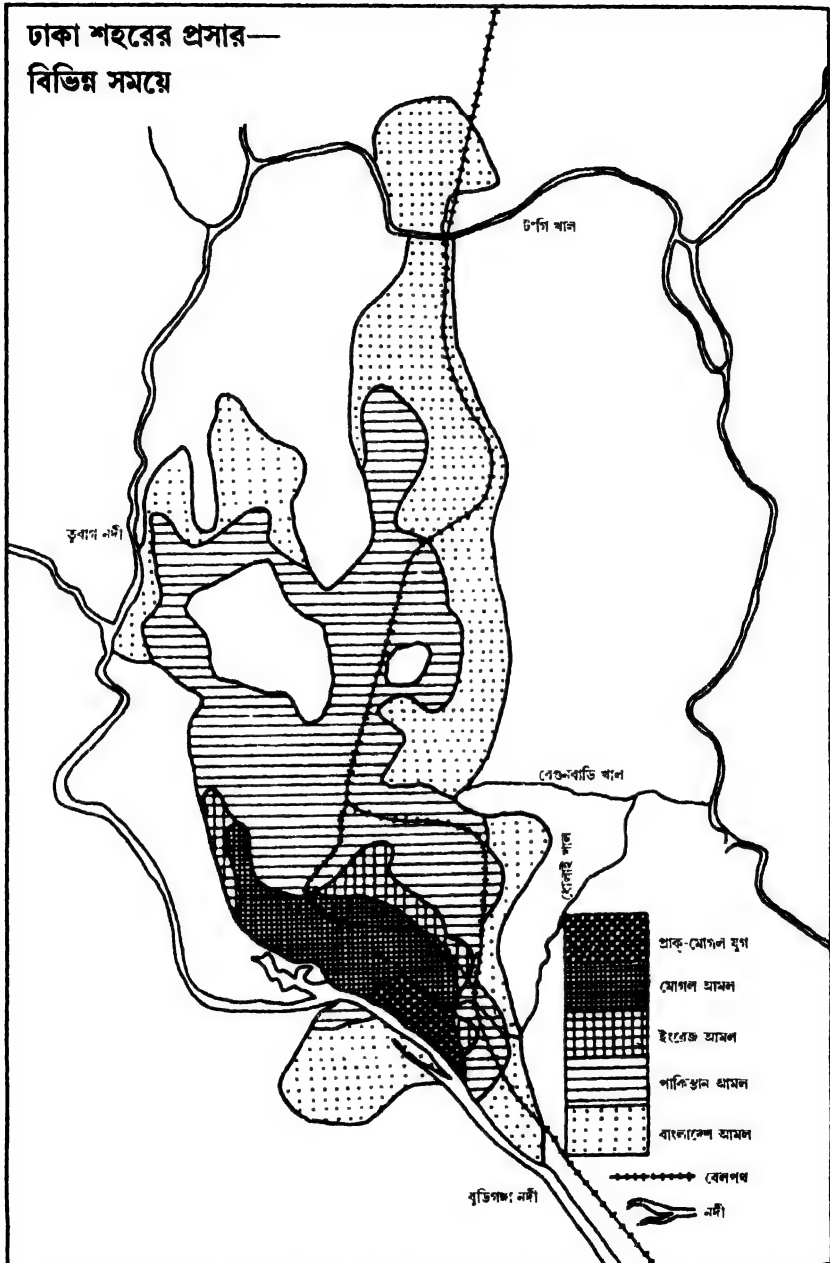 ঢাকা শহরের প্রসার—
বিভিন্ন সময়ে
টংগি খাল
তুবাগ নদী
বেগুনবাড়ি খাল
ধোলাই খাল
প্রাক্-মোগল যুগ
মোগল আমল
ইংরেজ আমল
পাকিস্তান আমল
বাংলাদেশ আমল
রেলপথ
নদী
বুড়িগঙ্গা নদী